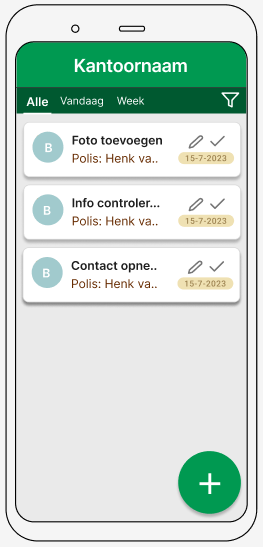 Kantoornaam
Alle Vandaag Week
B Foto toevoegen
Polis: Henk va.. 15-7-2023
B Info controler...
Polis: Henk va.. 15-7-2023
B Contact opne..
Polis: Henk va.. 15-7-2023
+